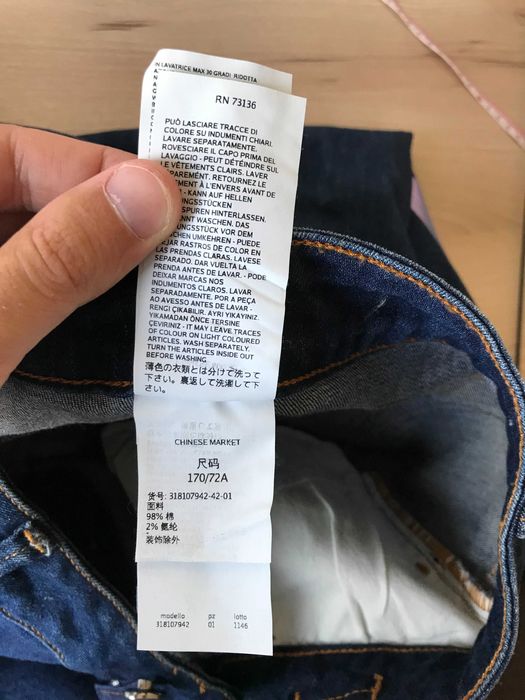 LAVATRICE MAX 30 GRADI RIDOTTA
RN 73136
PUÒ LASCIARE TRACCE DI
COLORE SU INDUMENTI CHIARI.
LAVARE SEPARATAMENTE.
ROVESCIARE IL CAPO PRIMA DEL
LAVAGGIO - PEUT DÉTEINDRE SUR
LE VÊTEMENTS CLAIRS. LAVER
RETOURNEZ LE
À L'ENVERS AVANT DE
- KANN AUF HELLEN
SPUREN HINTERLASSEN.
WASCHEN, DAS
VOR DEM
UMKEHREN - PUEDE
RASTROS DE COLOR EN
LAS PRENDAS CLARAS. LAVESE
SEPARADO. DAR VUELTA LA
PRENDA ANTES DE LAVAR. - PODE
DEIXAR MARCAS NOS
INDUMENTOS CLAROS. LAVAR
SEPARADAMENTE. POR A PEÇA
AO AVESSO ANTES DE LAVAR -
RENGI ÇIKABILIR. AYRI YIKAYINIZ.
YIKAMADAN ÖNCE TERSINE
ÇEVIRINIZ - IT MAY LEAVE TRACES
OF COLOUR ON LIGHT COLOURED
ARTICLES. WASH SEPARATELY.
TURN THE ARTICLES INSIDE OUT
BEFORE WASHING
薄色の衣類とは分けて洗って
下さい。裏返して洗濯して下
さい。
CHINESE MARKET
尺码
170/72A
货号: 318107942-42-01
面料
98% 棉
2% 氨纶
装饰除外
modello pz lotto
318107942 01 1146